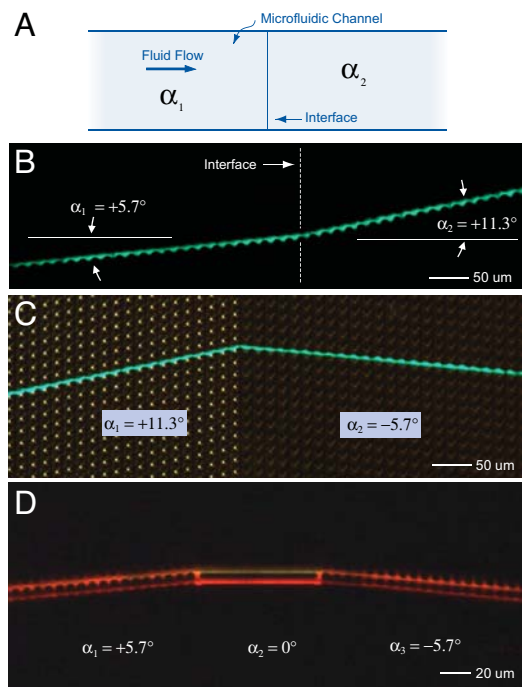 A
Microfluidic Channel
Fluid Flow
α₁
α₂
Interface
B
Interface
α₁ = +5.7°
α₂ = +11.3°
50 um
C
α₁ = +11.3°
α₂ = −5.7°
50 um
D
α₁ = +5.7°
α₂ = 0°
α₃ = −5.7°
20 um